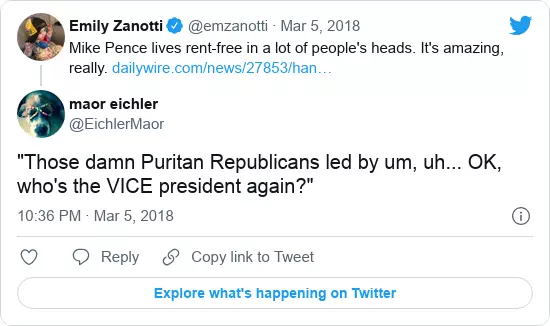 Emily Zanotti @emzanotti · Mar 5, 2018
Mike Pence lives rent-free in a lot of people's heads. It's amazing,
really. dailywire.com/news/27853/han…
maor eichler
@EichlerMaor
"Those damn Puritan Republicans led by um, uh... OK,
who's the VICE president again?"
10:36 PM · Mar 5, 2018
Reply Copy link to Tweet
Explore what's happening on Twitter